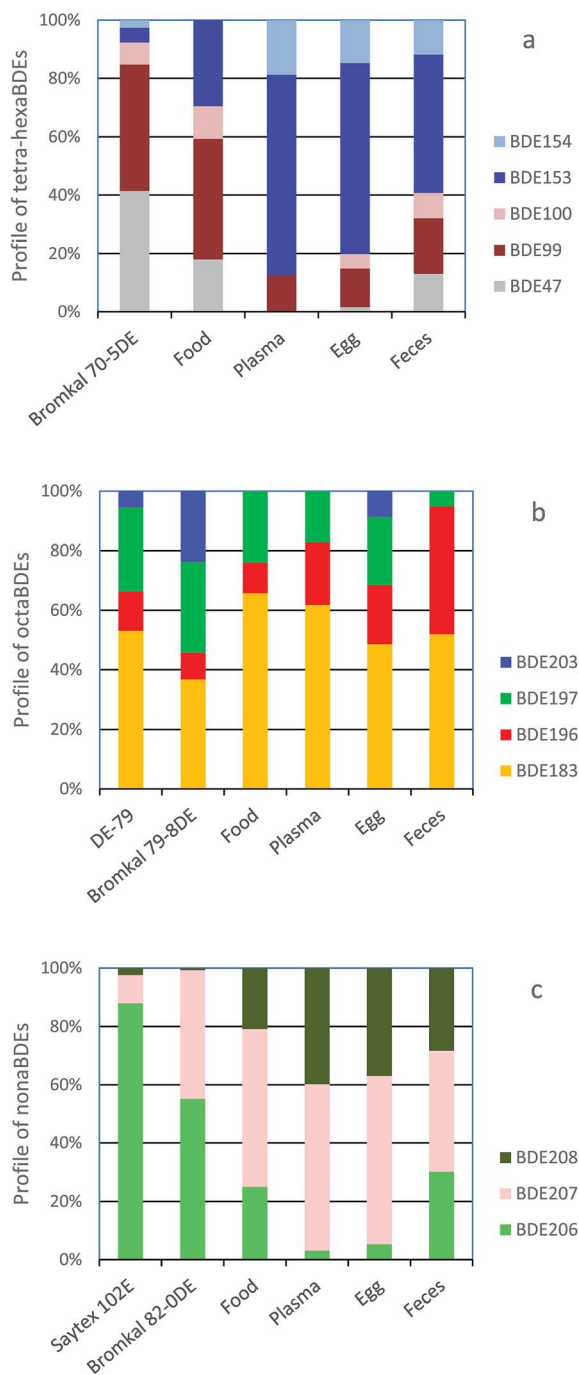 a
Profile of tetra-hexaBDEs
100%
80%
60%
40%
20%
0%
BDE154
BDE153
BDE100
BDE99
BDE47
Bromkal 70-5DE
Food
Plasma
Egg
Feces
b
Profile of octaBDEs
100%
80%
60%
40%
20%
0%
BDE203
BDE197
BDE196
BDE183
DE-79
Bromkal 79-8DE
Food
Plasma
Egg
Feces
c
Profile of nonaBDEs
100%
80%
60%
40%
20%
0%
BDE208
BDE207
BDE206
Saytex 102E
Bromkal 82-0DE
Food
Plasma
Egg
Feces